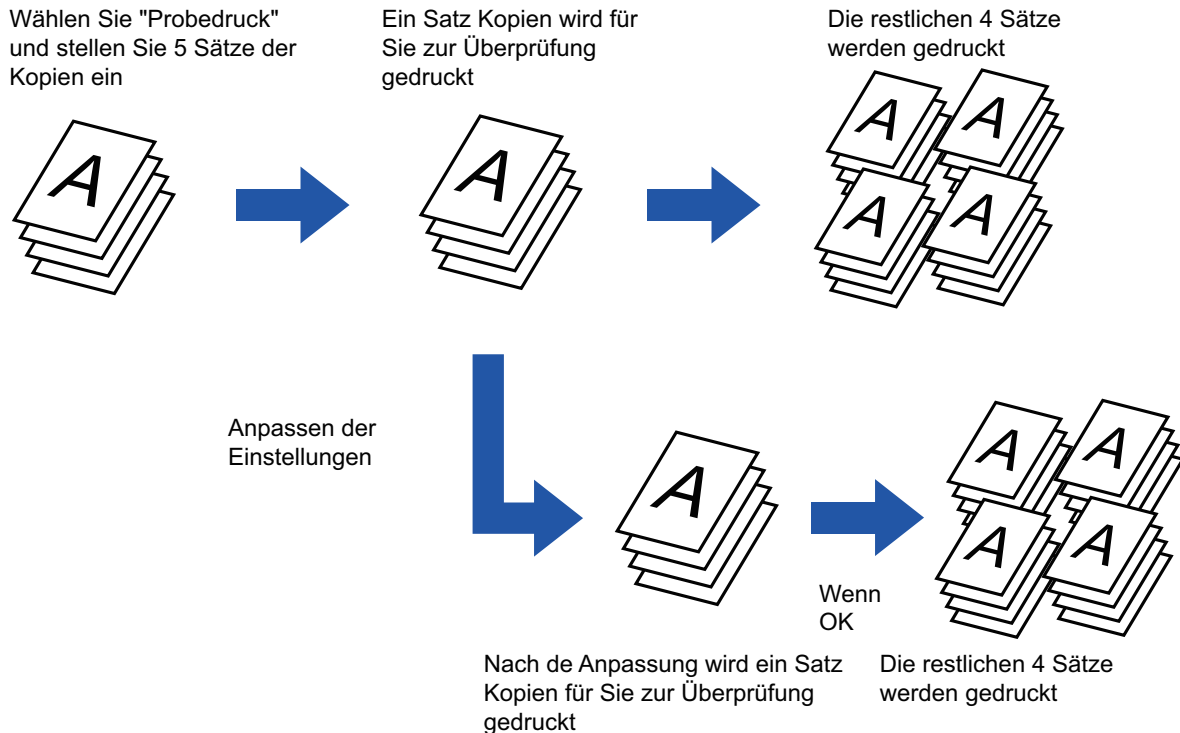 Wählen Sie "Probedruck"
und stellen Sie 5 Sätze der
Kopien ein
Ein Satz Kopien wird für
Sie zur Überprüfung
gedruckt
Die restlichen 4 Sätze
werden gedruckt
A
A
A
A
A
A
Anpassen der
Einstellungen
A
A
A
A
A
Wenn
OK
Nach de Anpassung wird ein Satz
Kopien für Sie zur Überprüfung
gedruckt
Die restlichen 4 Sätze
werden gedruckt